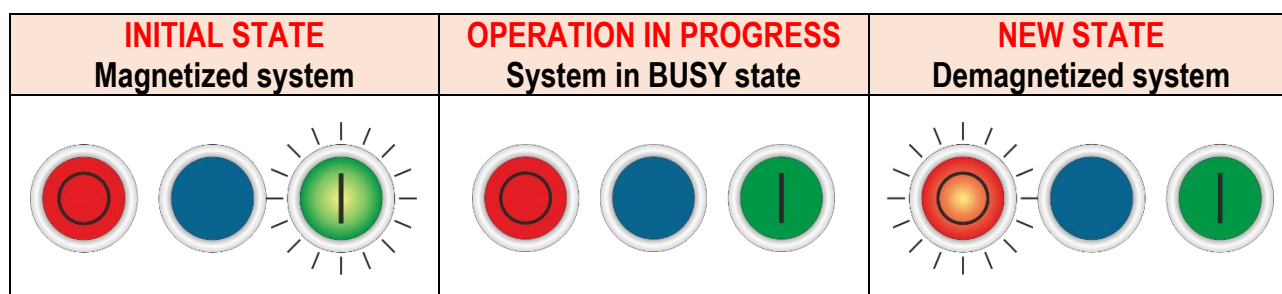 INITIAL STATE
Magnetized system
OPERATION IN PROGRESS
System in BUSY state
NEW STATE
Demagnetized system